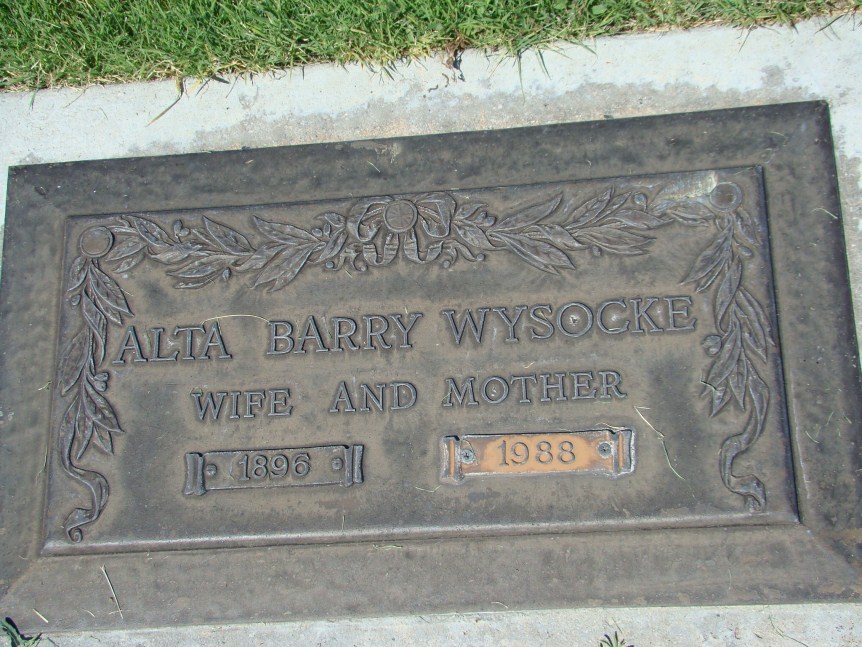 ALTA BARRY WYSOCKE
WIFE AND MOTHER
1896 1988